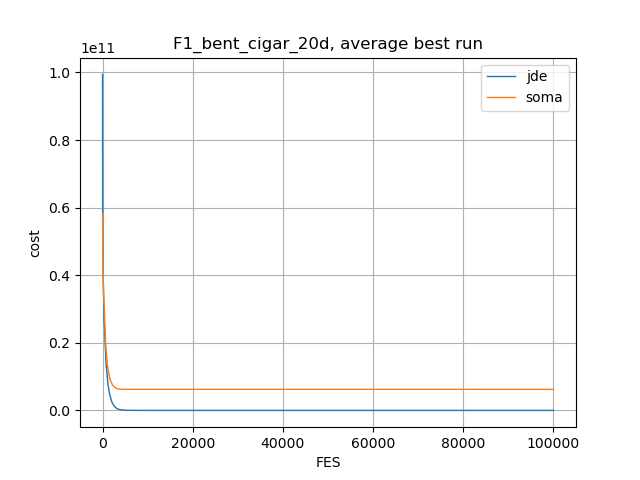 F1_bent_cigar_20d, average best run
1e11
jde
soma
1.0
0.8
0.6
0.4
0.2
0.0
cost
0 20000 40000 60000 80000 100000
FES